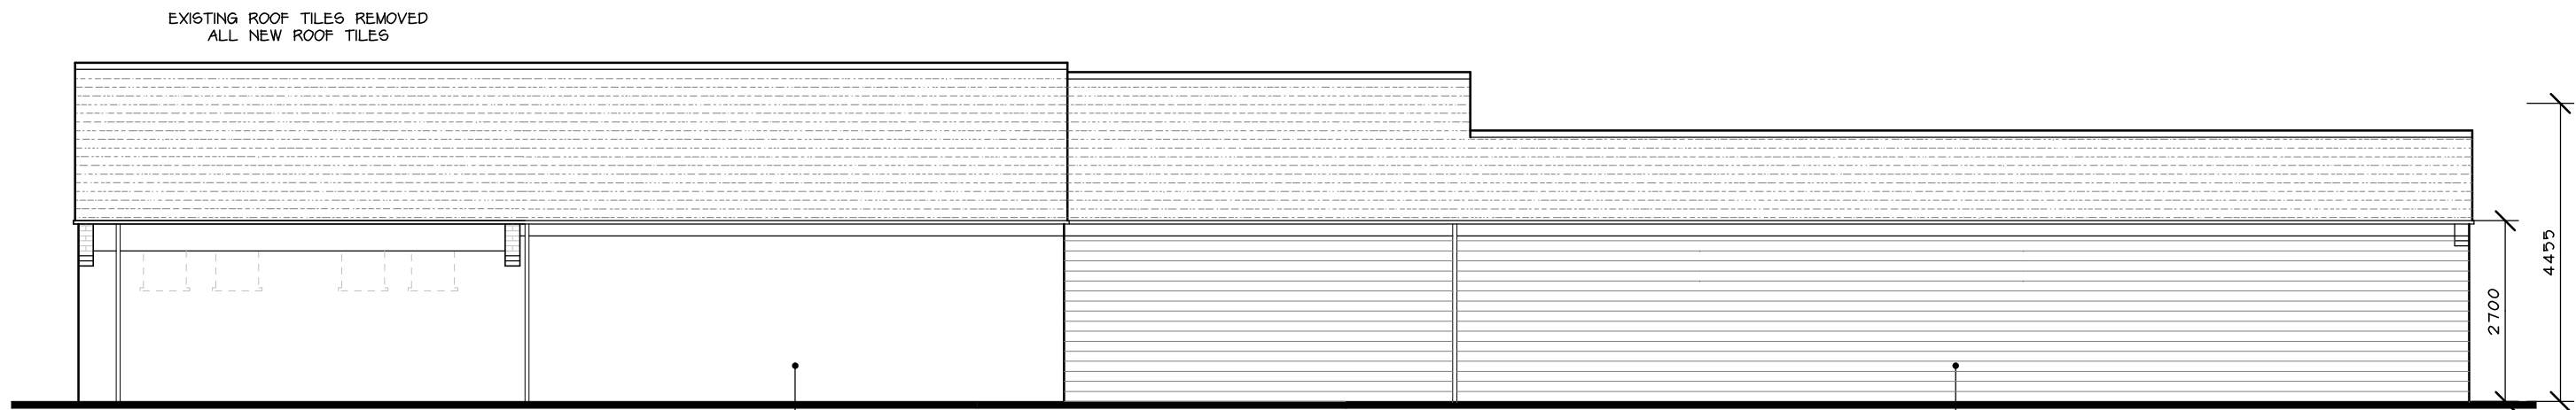 EXISTING ROOF TILES REMOVED
ALL NEW ROOF TILES
4455
2700